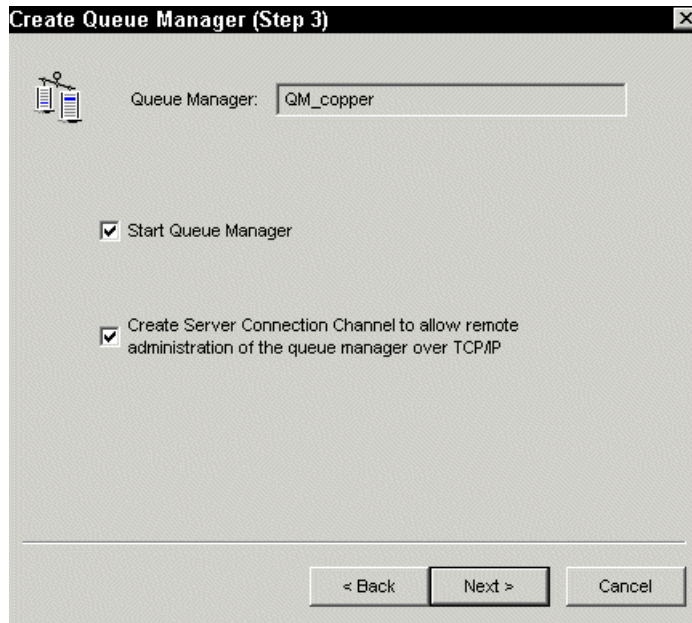 Create Queue Manager (Step 3)
Queue Manager:  QM_copper
Start Queue Manager
Create Server Connection Channel to allow remote
administration of the queue manager over TCP/IP
< Back  Next >  Cancel